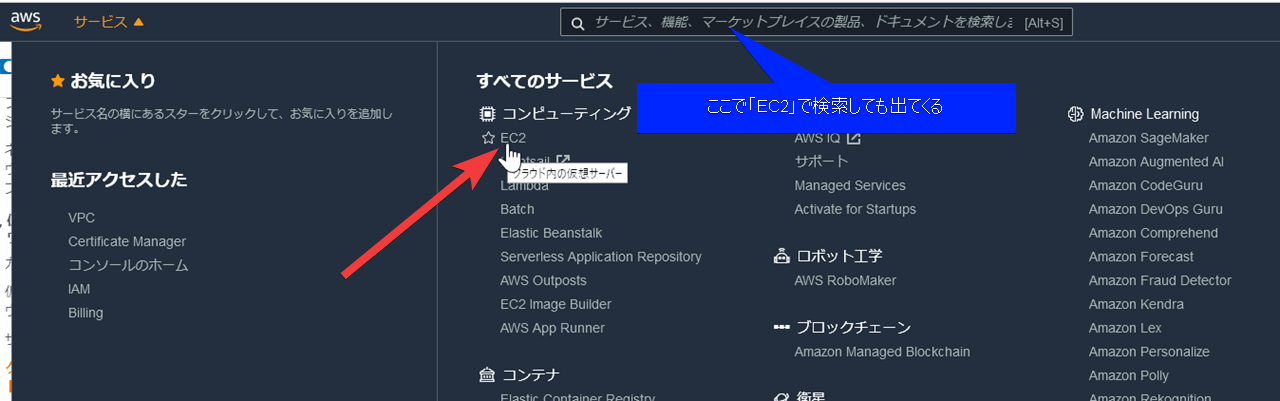 aws
サービス
サービス、機能、マーケットプレイスの製品、ドキュメントを検索しま
[Alt+S]
お気に入り
サービス名の横にあるスターをクリックして、お気に入りを追加し
ます。
最近アクセスした
VPC
Certificate Manager
コンソールのホーム
IAM
Billing
すべてのサービス
ここで「EC2」で検索しても出てくる
コンピューティング
EC2
クラウド内の仮想サーバー
Lambda
Batch
Elastic Beanstalk
Serverless Application Repository
AWS Outposts
EC2 Image Builder
AWS App Runner
コンテナ
Elastic Container Registry
AWS IQ
サポート
Managed Services
Activate for Startups
ロボット工学
AWS RoboMaker
ブロックチェーン
Amazon Managed Blockchain
衛星
Machine Learning
Amazon SageMaker
Amazon Augmented AI
Amazon CodeGuru
Amazon DevOps Guru
Amazon Comprehend
Amazon Forecast
Amazon Fraud Detector
Amazon Kendra
Amazon Lex
Amazon Personalize
Amazon Polly
Amazon Rekognition